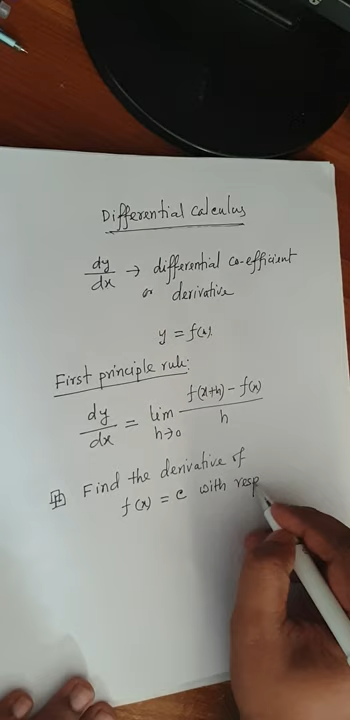 Differential Calculus
dy/dx → differential co-efficient
or derivative
y = f(x).
First principle rule:
dy/dx = lim h→0 f(x+h) - f(x) / h
Find the derivative of
f(x) = c with resp